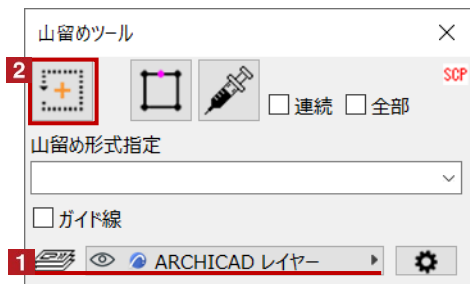 山留めツール
2
SCP
連続 全部
山留め形式指定
ガイド線
1 ARCHICAD レイヤー